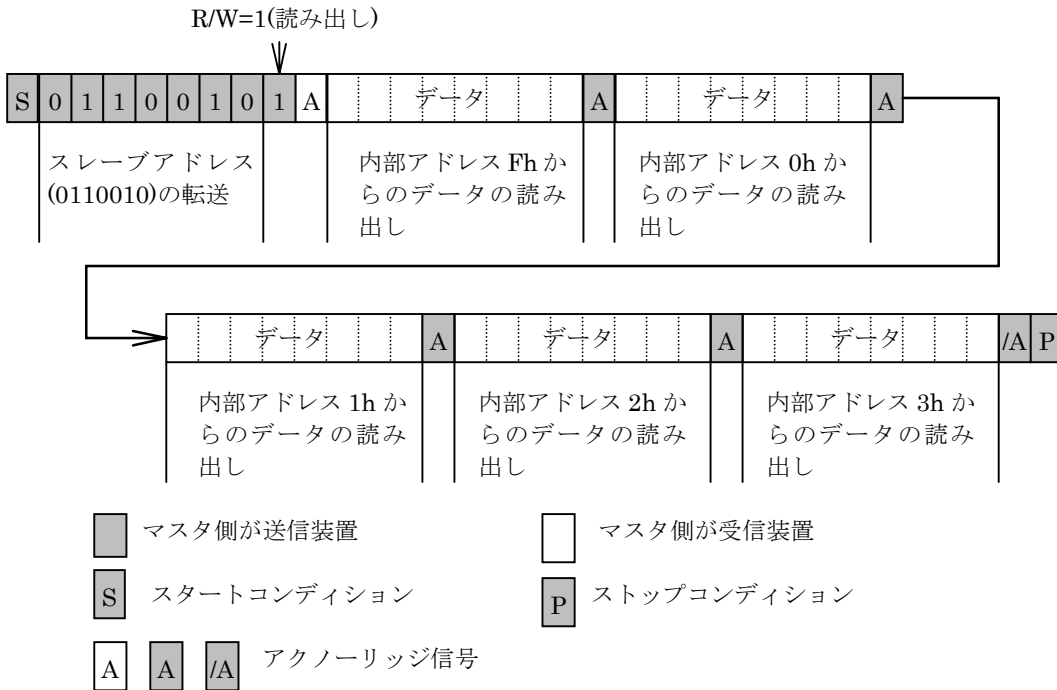 R/W=1(読み出し)
S 0 1 1 0 0 1 0 1 A データ A データ A
スレーブアドレス
(0110010)の転送
内部アドレス Fh か
らのデータの読み
出し
内部アドレス 0h か
らのデータの読み
出し
データ A データ A データ /A P
内部アドレス 1h か
らのデータの読み
出し
内部アドレス 2h か
らのデータの読み
出し
内部アドレス 3h か
らのデータの読み
出し
マスタ側が送信装置
マスタ側が受信装置
S スタートコンディション
P ストップコンディション
A A /A アクノーリッジ信号